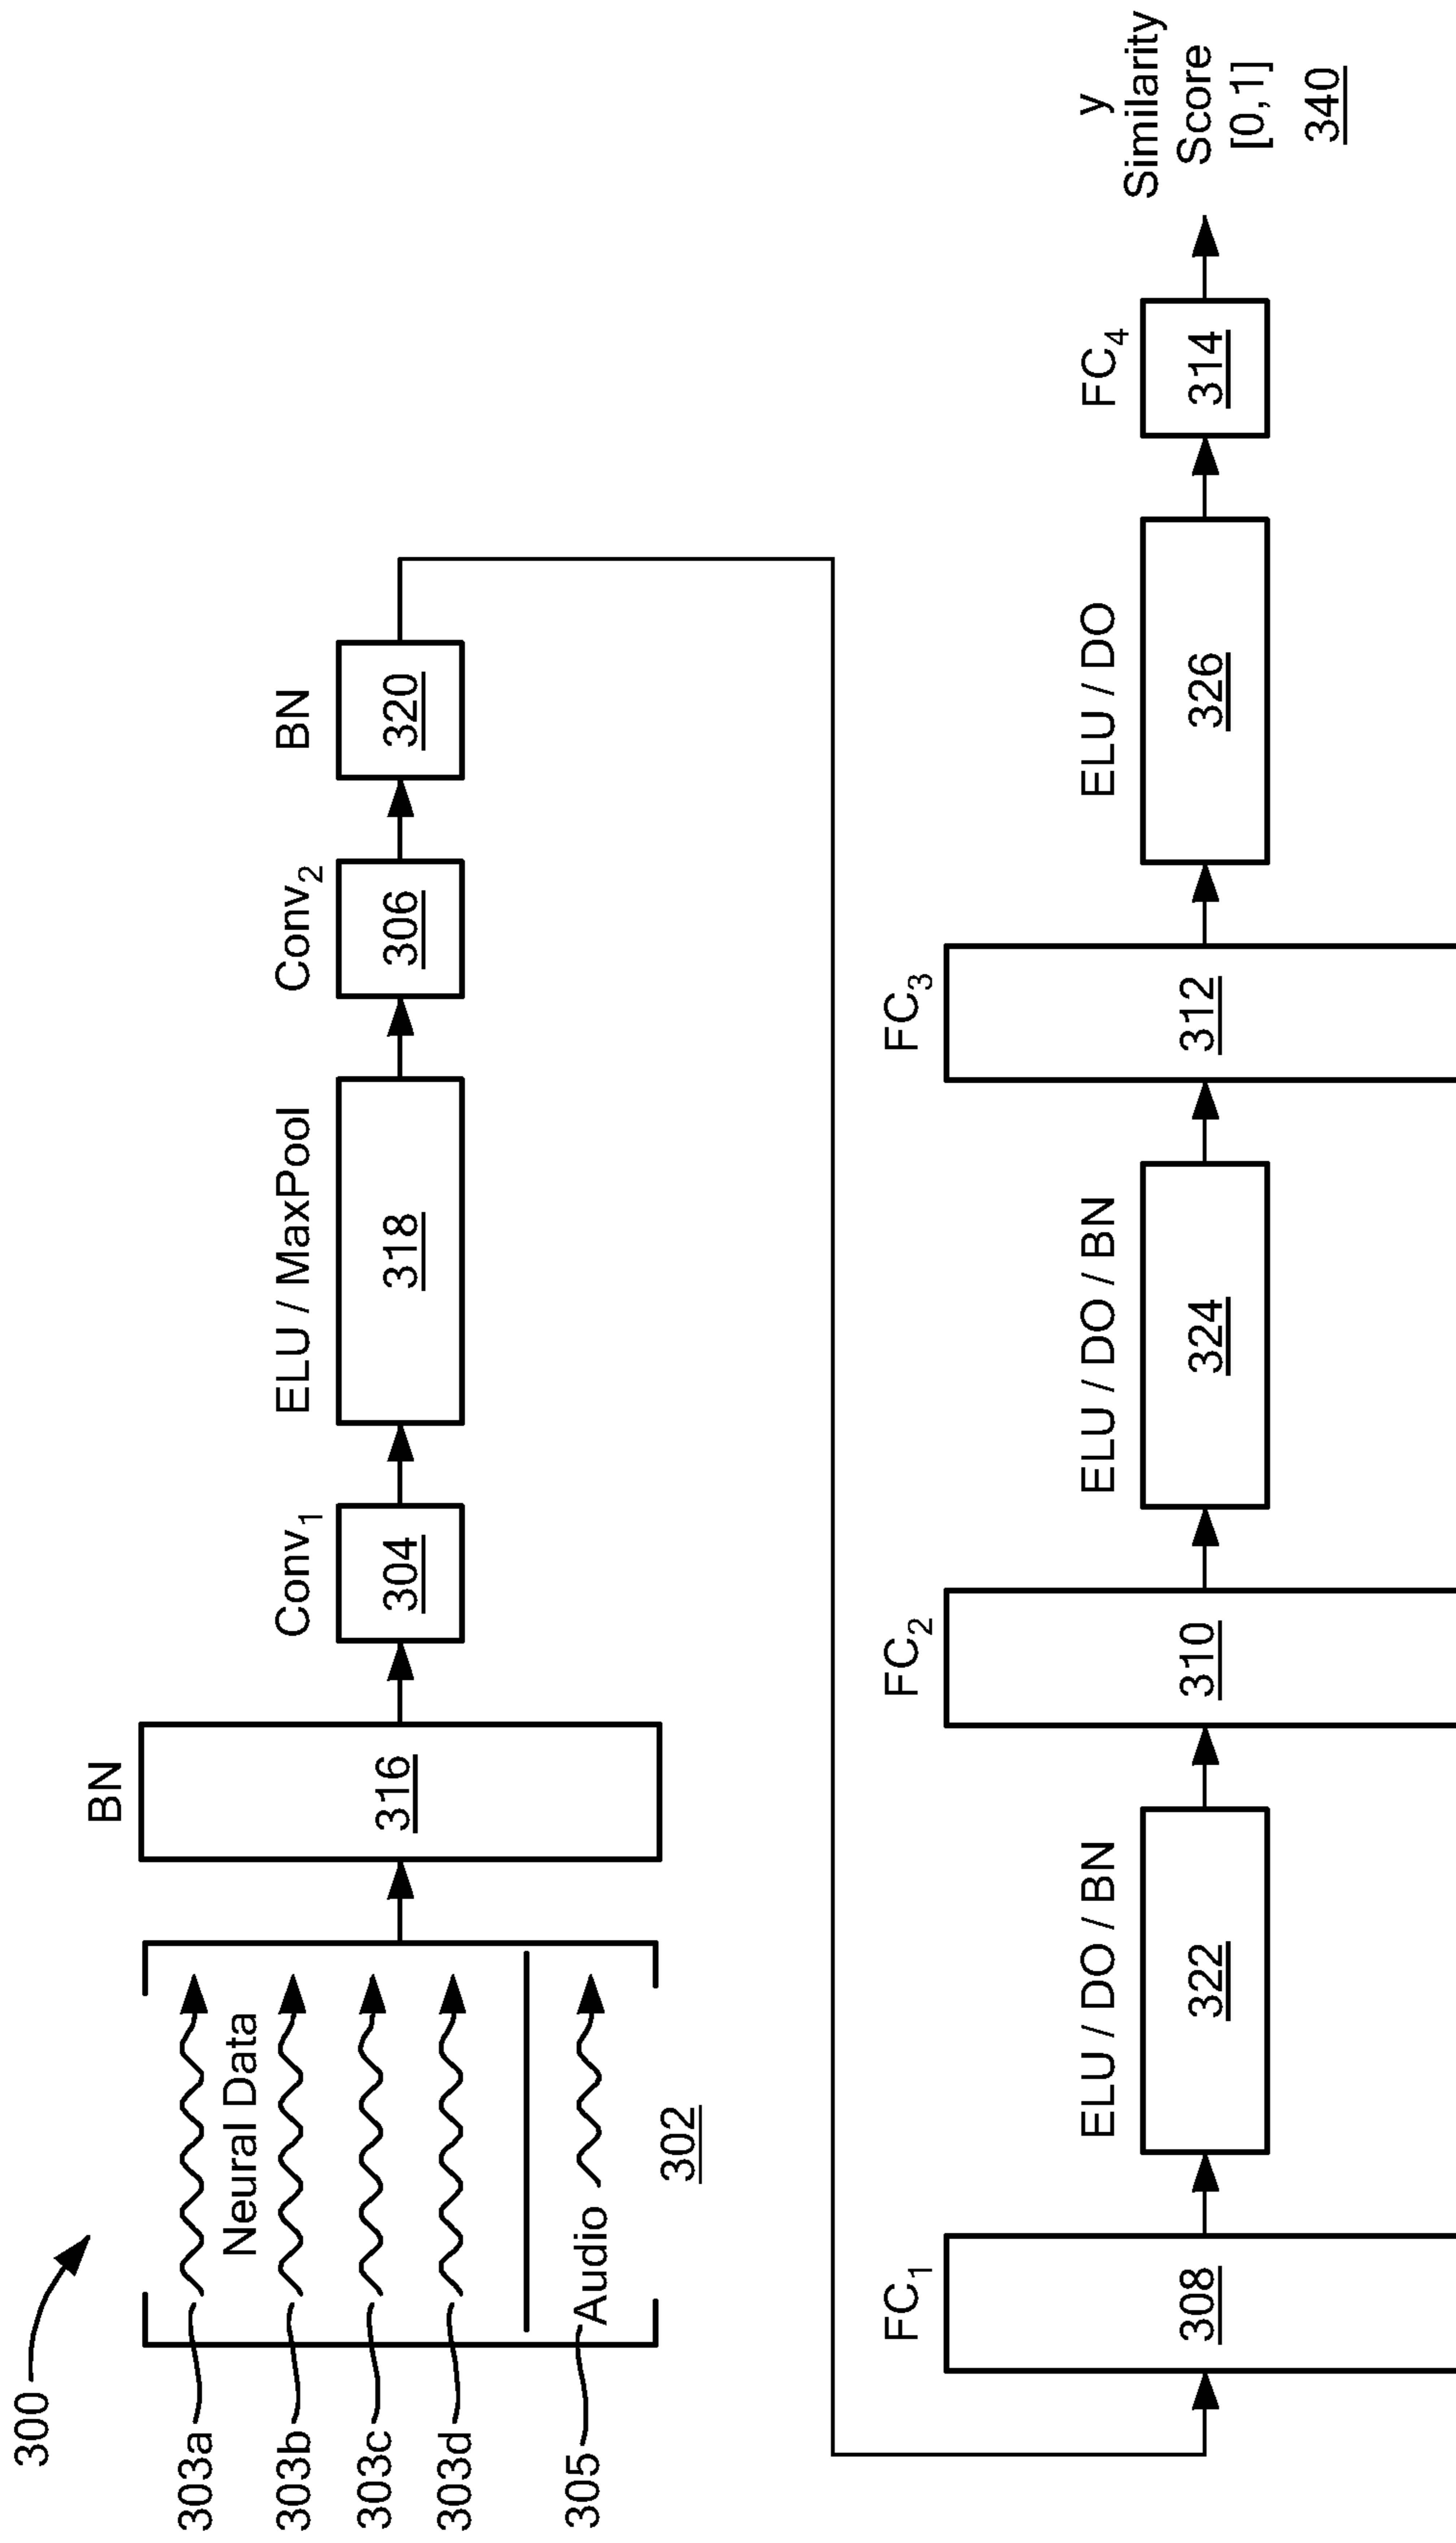 300
303a
303b
303c
303d
305
Neural Data
Audio
302
BN
316
Conv₁
304
ELU / MaxPool
318
Conv₂
306
BN
320
FC₁
308
ELU / DO / BN
322
FC₂
310
ELU / DO / BN
324
FC₃
312
ELU / DO
326
FC₄
314
y
Similarity
Score
[0,1]
340